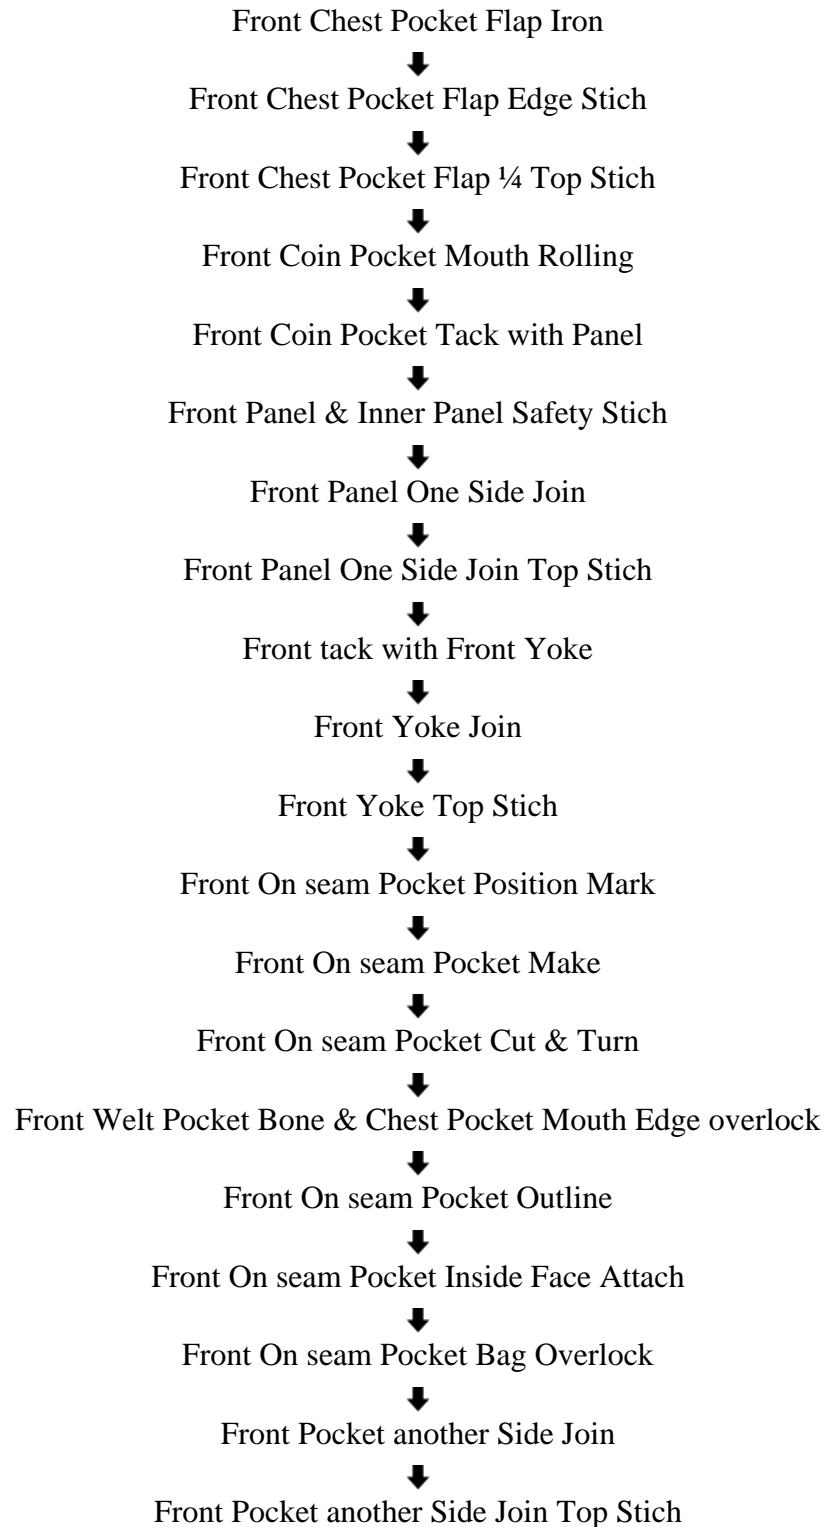 Front Chest Pocket Flap Iron
Front Chest Pocket Flap Edge Stich
Front Chest Pocket Flap ¼ Top Stich
Front Coin Pocket Mouth Rolling
Front Coin Pocket Tack with Panel
Front Panel & Inner Panel Safety Stich
Front Panel One Side Join
Front Panel One Side Join Top Stich
Front tack with Front Yoke
Front Yoke Join
Front Yoke Top Stich
Front On seam Pocket Position Mark
Front On seam Pocket Make
Front On seam Pocket Cut & Turn
Front Welt Pocket Bone & Chest Pocket Mouth Edge overlock
Front On seam Pocket Outline
Front On seam Pocket Inside Face Attach
Front On seam Pocket Bag Overlock
Front Pocket another Side Join
Front Pocket another Side Join Top Stich